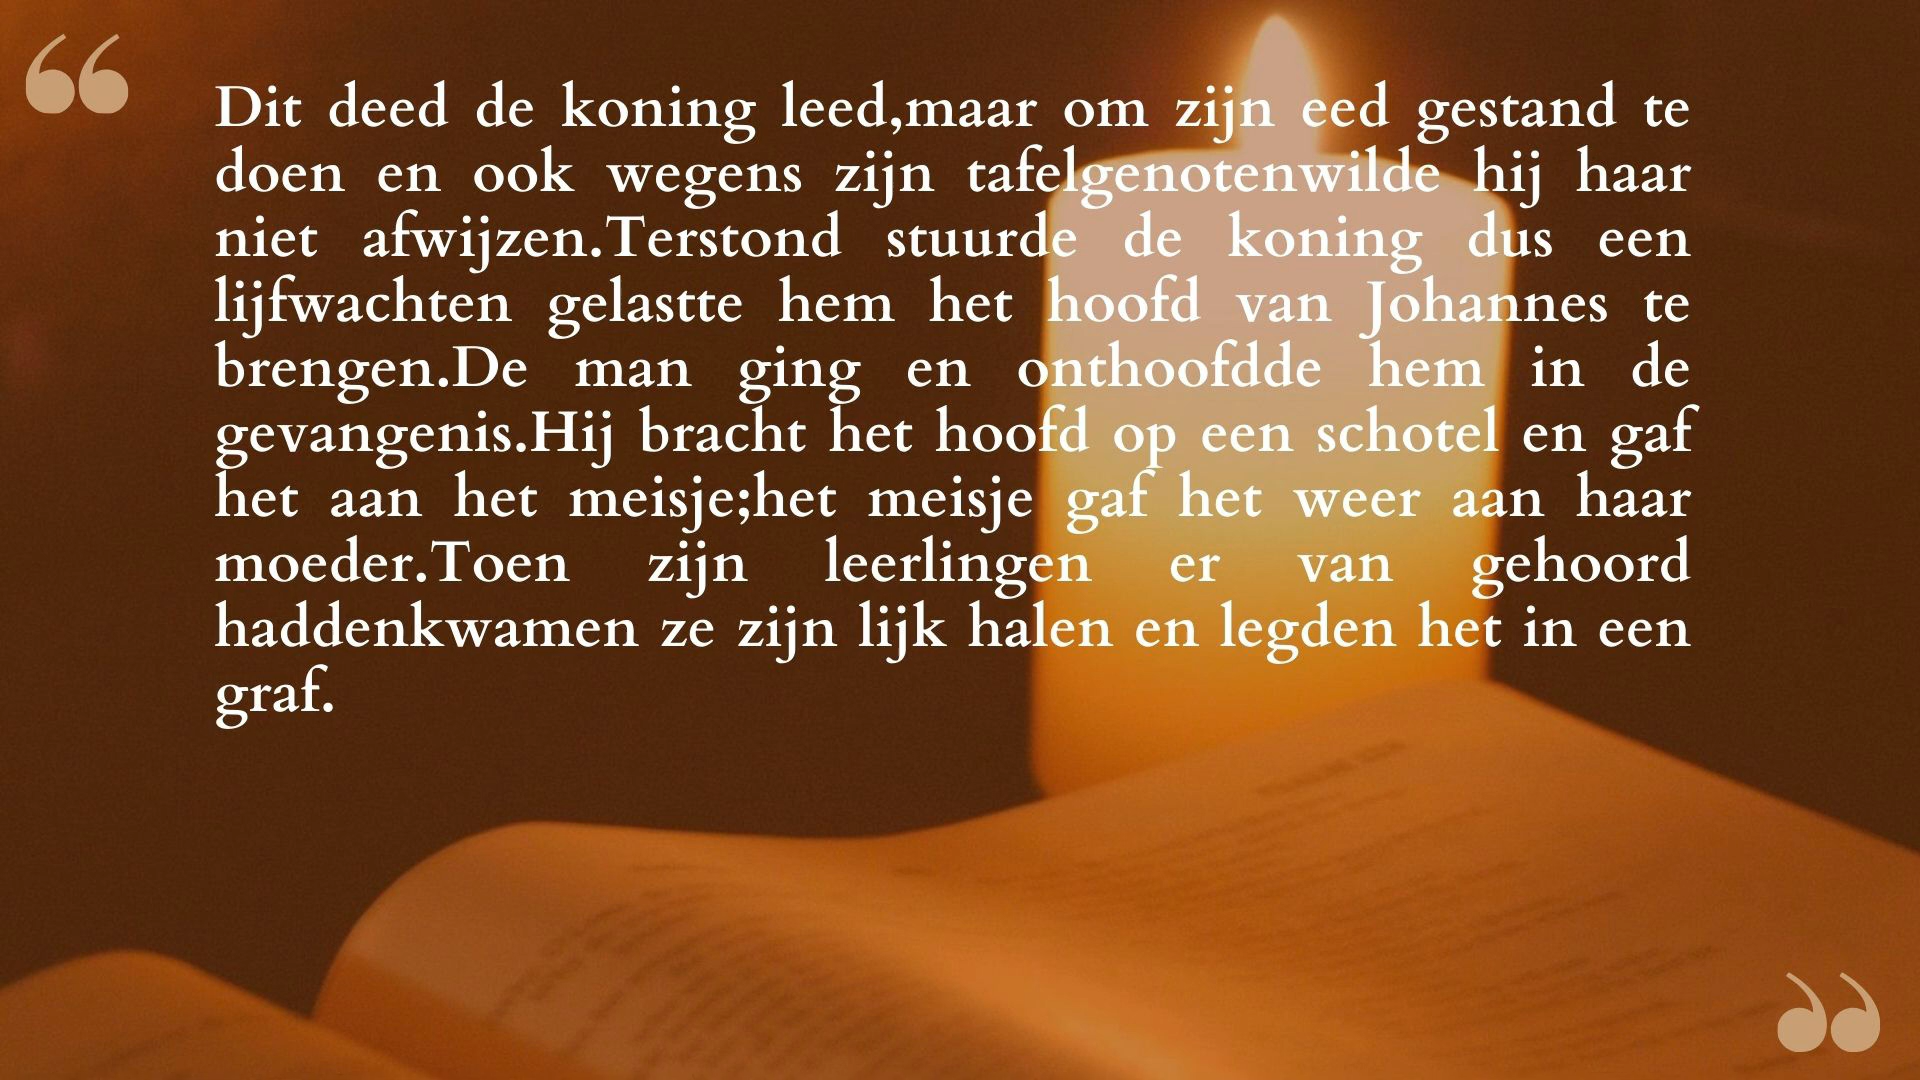 “
Dit deed de koning leed,maar om zijn eed gestand te
doen en ook wegens zijn tafelgenotenwilde hij haar
niet afwijzen.Terstond stuurde de koning dus een
lijfwachten gelastte hem het hoofd van Johannes te
brengen.De man ging en onthoofdde hem in de
gevangenis.Hij bracht het hoofd op een schotel en gaf
het aan het meisje;het meisje gaf het weer aan haar
moeder.Toen zijn leerlingen er van gehoord
haddenkwamen ze zijn lijk halen en legden het in een
graf.
”